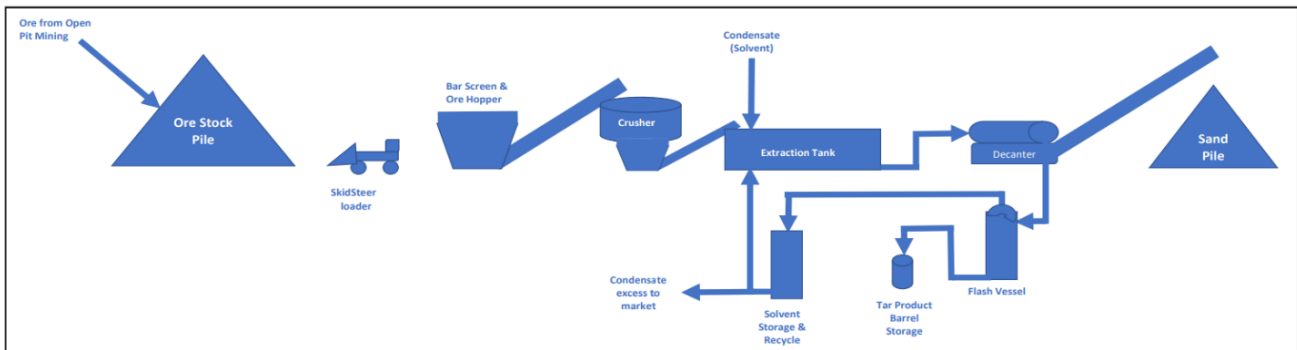 Ore from Open
Pit Mining
Ore Stock
Pile
SkidSteer
loader
Bar Screen &
Ore Hopper
Crusher
Condensate
(Solvent)
Extraction Tank
Decanter
Sand
Pile
Condensate
excess to
market
Solvent
Storage &
Recycle
Tar Product
Barrel
Storage
Flash Vessel